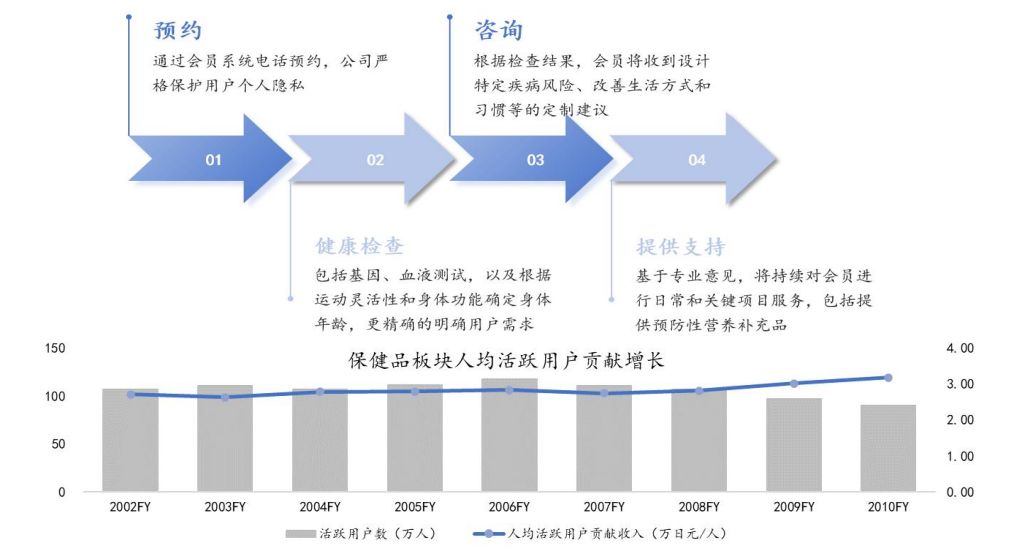 预约
通过会员系统电话预约，公司严
格保护用户个人隐私
咨询
根据检查结果，会员将收到设计
特定疾病风险、改善生活方式和
习惯等的定制建议
01
02
03
04
健康检查
包括基因、血液测试，以及根据
运动灵活性和身体功能确定身体
年龄，更精确的明确用户需求
提供支持
基于专业意见，将持续对会员进
行日常和关键项目服务，包括提
供预防性营养补充品
保健品板块人均活跃用户贡献增长
150
100
50
0
4.00
3.00
2.00
1.00
0.00
2002FY
2003FY
2004FY
2005FY
2006FY
2007FY
2008FY
2009FY
2010FY
活跃用户数（万人）
人均活跃用户贡献收入（万日元/人）